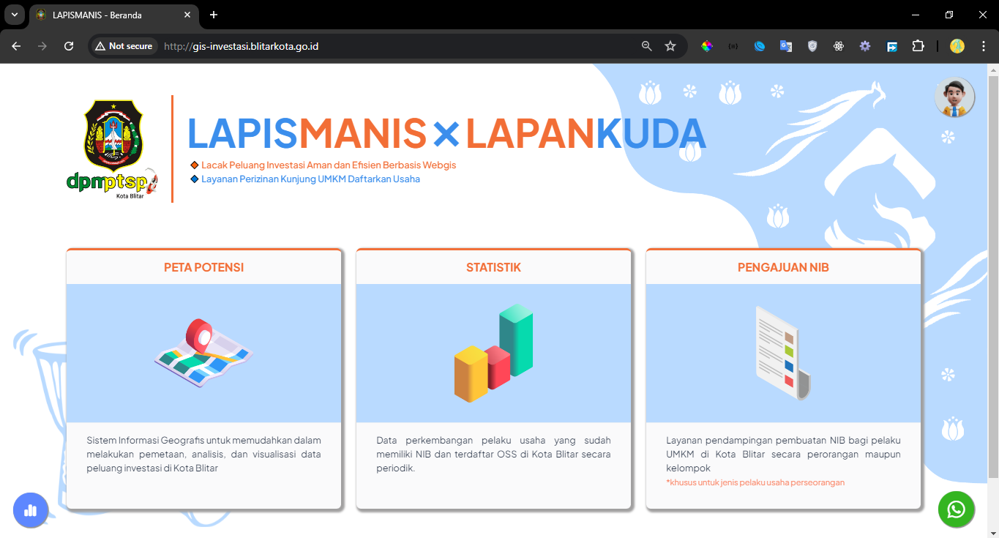 LAPISMANIS - Beranda
Not secure
http://gis-investasi.blitarkota.go.id
LAPISMANIS × LAPANKUDA
Lacak Peluang Investasi Aman dan Efisien Berbasis Webgis
Layanan Perizinan Kunjung UMKM Daftarkan Usaha
dpmptsp
Kota Blitar
PETA POTENSI
Sistem Informasi Geografis untuk memudahkan dalam
melakukan pemetaan, analisis, dan visualisasi data
peluang investasi di Kota Blitar
STATISTIK
Data perkembangan pelaku usaha yang sudah
memiliki NIB dan terdaftar OSS di Kota Blitar secara
periodik.
PENGAJUAN NIB
Layanan pendampingan pembuatan NIB bagi pelaku
UMKM di Kota Blitar secara perorangan maupun
kelompok
*khusus untuk jenis pelaku usaha perseorangan